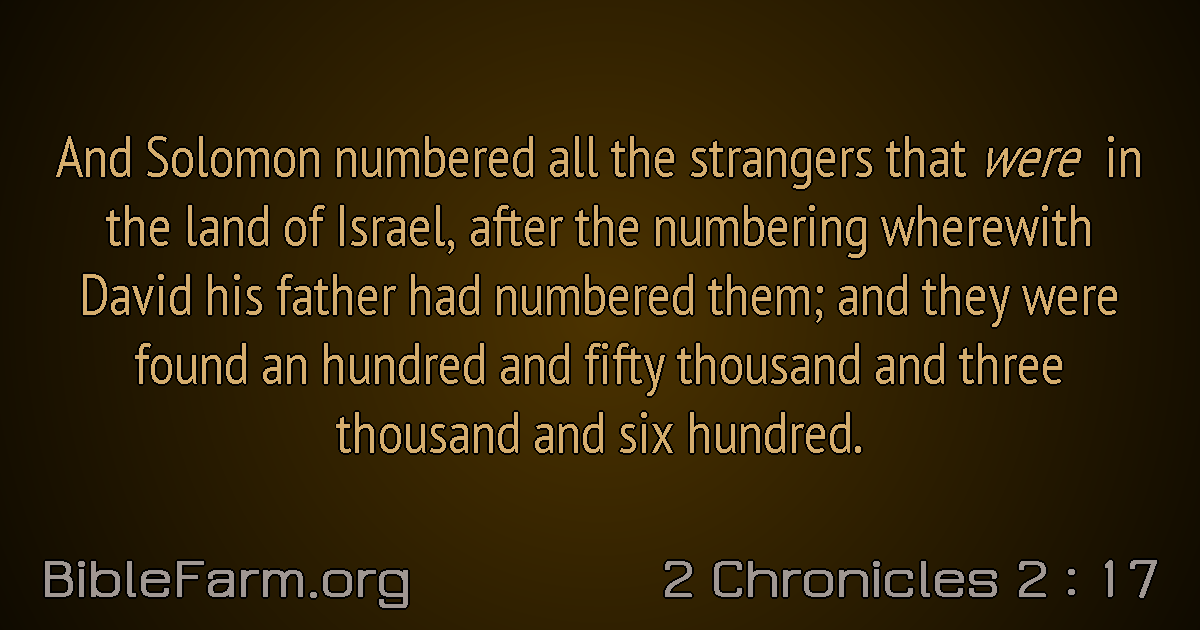 And Solomon numbered all the strangers that were in
the land of Israel, after the numbering wherewith
David his father had numbered them; and they were
found an hundred and fifty thousand and three
thousand and six hundred.
BibleFarm.org
2 Chronicles 2 : 17